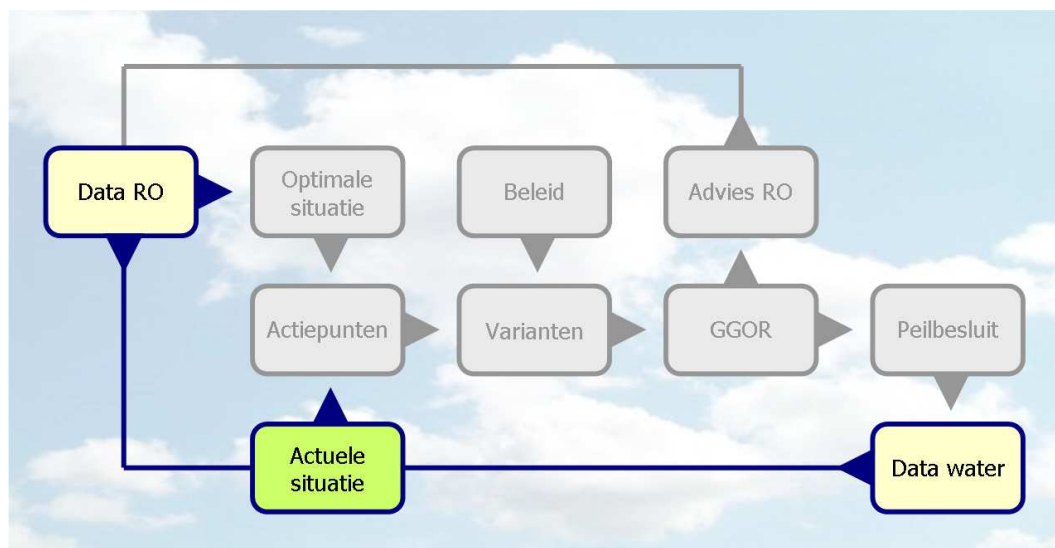 Data RO
Optimale
situatie
Beleid
Advies RO
Actiepunten
Varianten
GGOR
Peilbesluit
Actuele
situatie
Data water